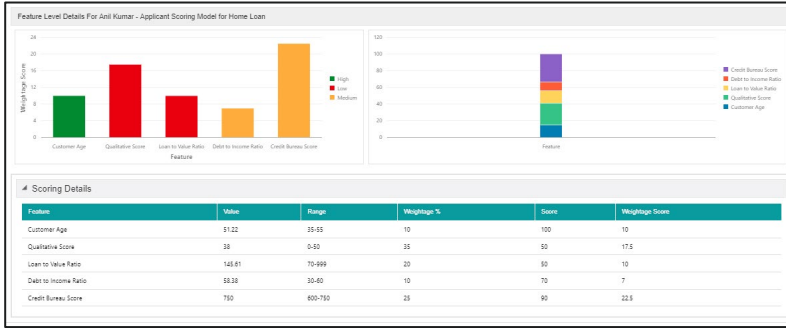 Feature Level Details For Anil Kumar - Applicant Scoring Model for Home Loan
24
20
16
12
8
4
0
Weightage Score
Customer Age
Qualitative Score
Loan to Value Ratio
Debt to Income Ratio
Credit Bureau Score
Feature
High
Low
Medium
120
100
80
60
40
20
0
Feature
Credit Bureau Score
Debt to Income Ratio
Loan to Value Ratio
Qualitative Score
Customer Age
Scoring Details
Feature Value Range Weightage % Score Weightage Score
Customer Age 51.22 35-55 10 100 10
Qualitative Score 38 0-50 35 50 17.5
Loan to Value Ratio 145.61 70-999 20 50 10
Debt to Income Ratio 58.38 30-60 10 70 7
Credit Bureau Score 750 600-750 25 90 22.5